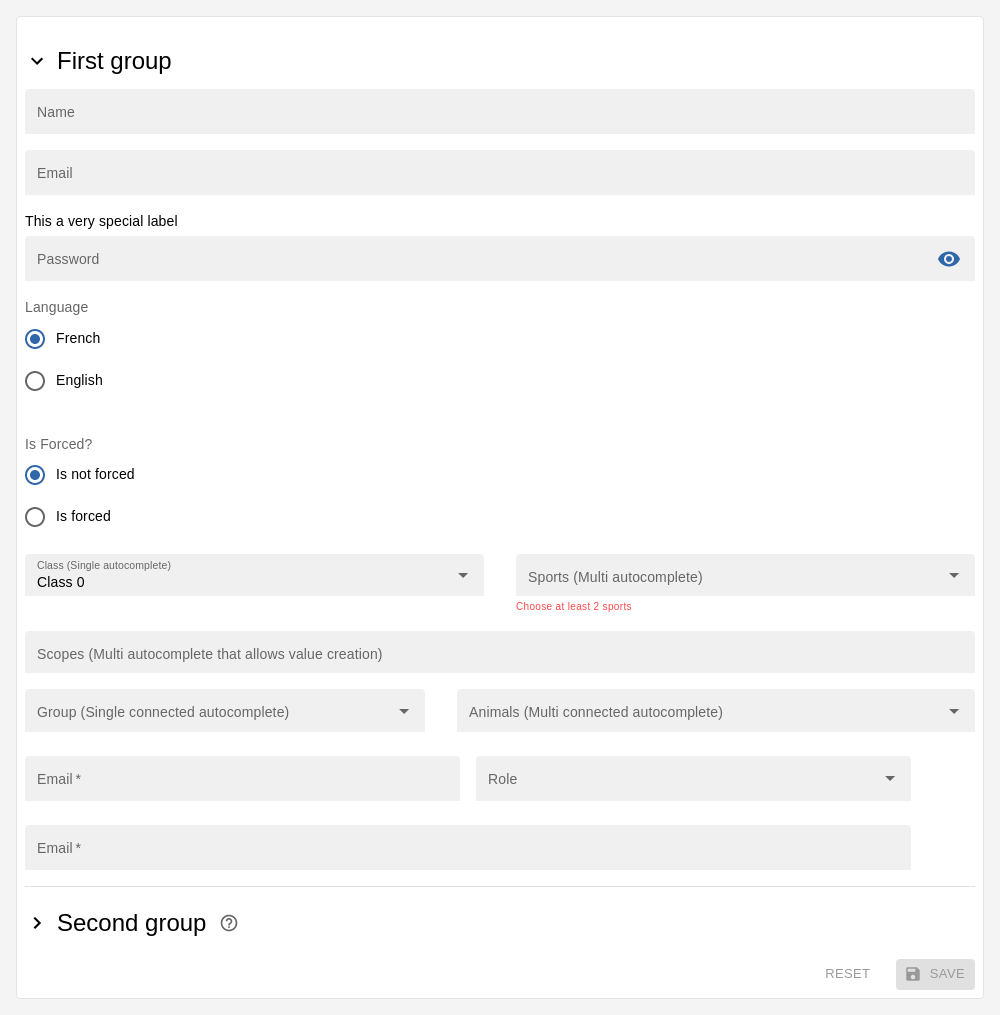 First group
Name
Email
This a very special label
Password
Language
French
English
Is Forced?
Is not forced
Is forced
Class (Single autocomplete)
Class 0
Sports (Multi autocomplete)
Choose at least 2 sports
Scopes (Multi autocomplete that allows value creation)
Group (Single connected autocomplete)
Animals (Multi connected autocomplete)
Email *
Role
Email *
Second group
RESET
SAVE